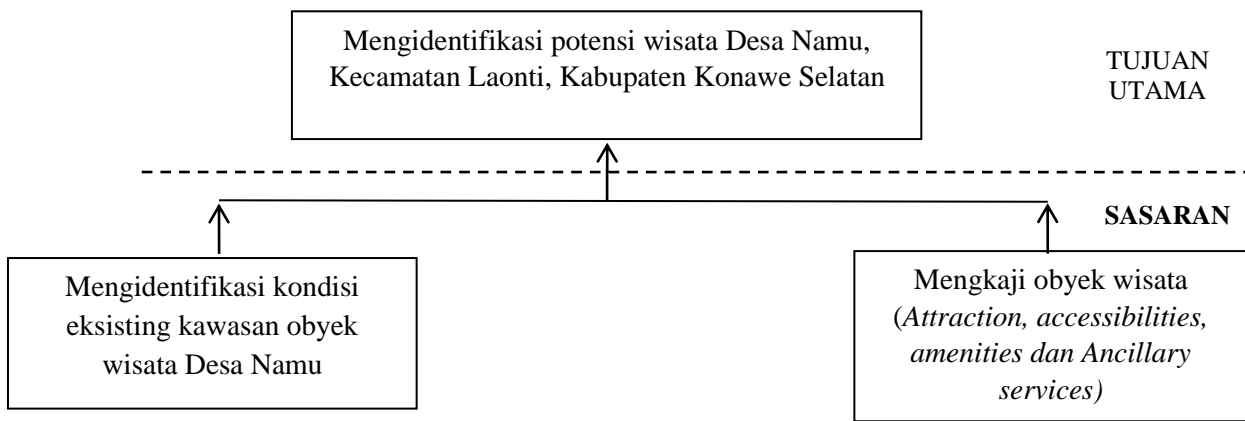 Mengidentifikasi potensi wisata Desa Namu,
Kecamatan Laonti, Kabupaten Konawe Selatan
TUJUAN
UTAMA
SASARAN
Mengidentifikasi kondisi
eksisting kawasan obyek
wisata Desa Namu
Mengkaji obyek wisata
(Attraction, accessibilities,
amenities dan Ancillary
services)